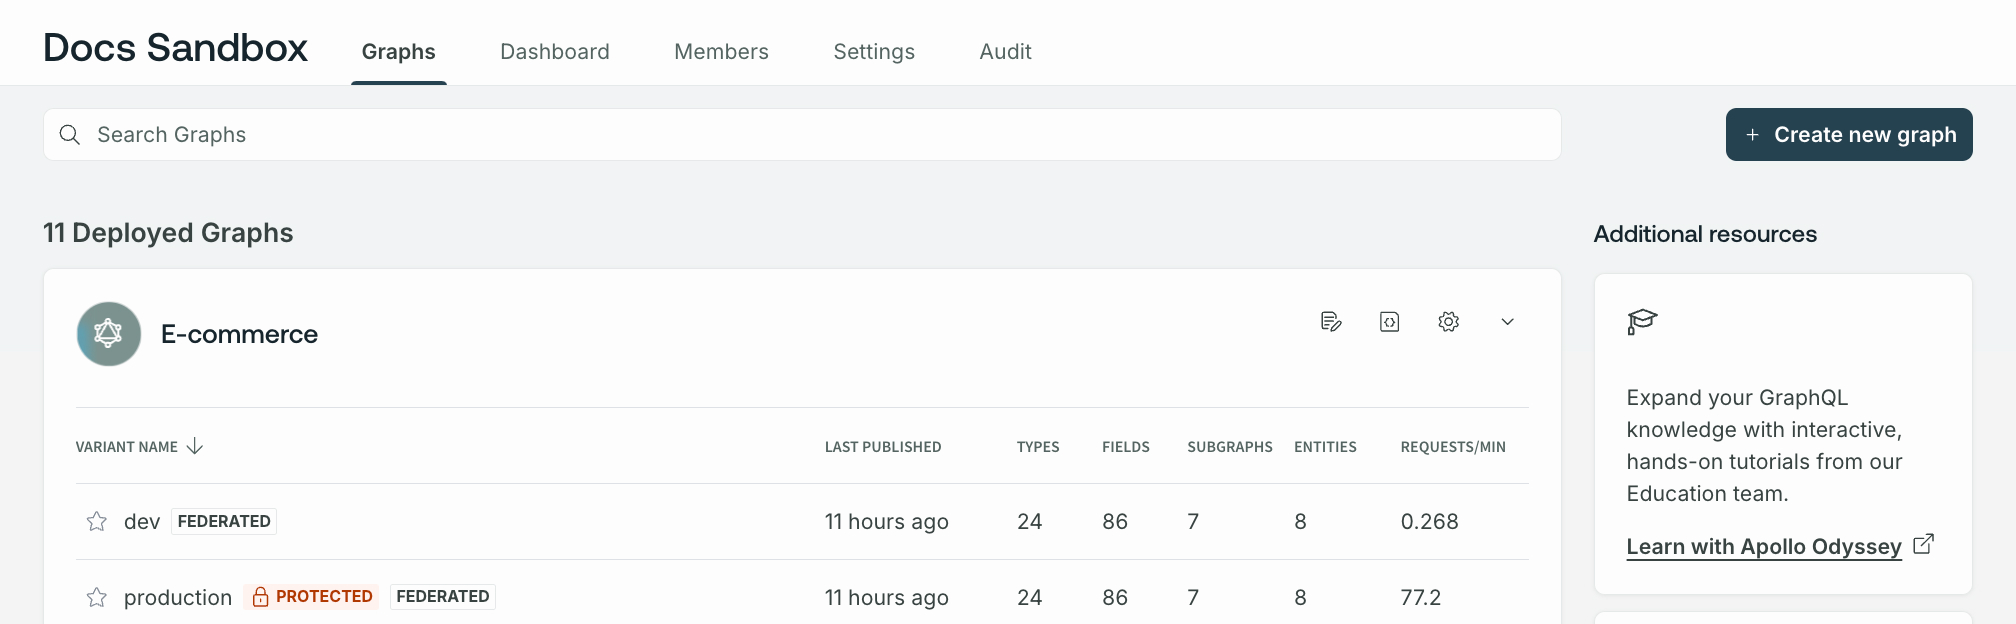 Docs Sandbox Graphs Dashboard Members Settings Audit
Search Graphs
+ Create new graph
11 Deployed Graphs
E-commerce
VARIANT NAME LAST PUBLISHED TYPES FIELDS SUBGRAPHS ENTITIES REQUESTS/MIN
dev FEDERATED 11 hours ago 24 86 7 8 0.268
production PROTECTED FEDERATED 11 hours ago 24 86 7 8 77.2
Additional resources
Expand your GraphQL
knowledge with interactive,
hands-on tutorials from our
Education team.
Learn with Apollo Odyssey